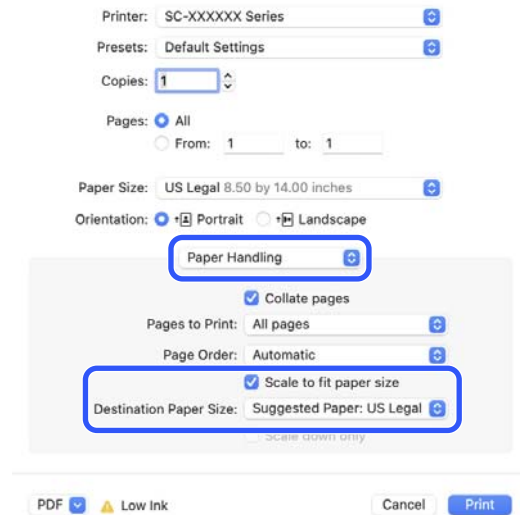 Printer: SC-XXXXXX Series
Presets: Default Settings
Copies: 1
Pages: All
From: 1 to: 1
Paper Size: US Legal 8.50 by 14.00 inches
Orientation: Portrait Landscape
Paper Handling
Collate pages
Pages to Print: All pages
Page Order: Automatic
Scale to fit paper size
Destination Paper Size: Suggested Paper: US Legal
Scale down only
PDF Low Ink Cancel Print